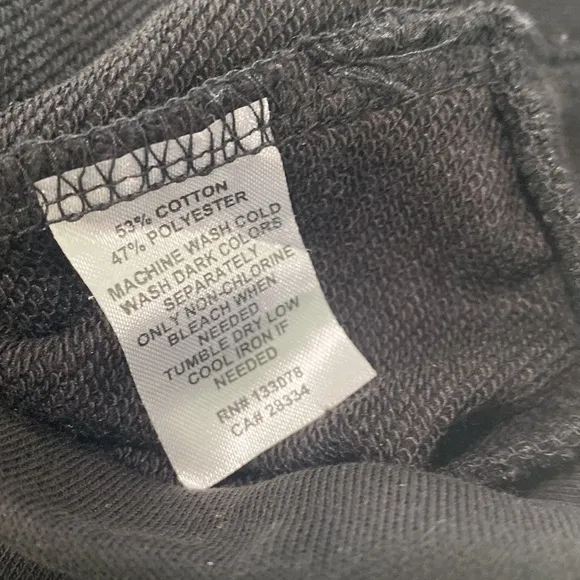 53% COTTON
47% POLYESTER
MACHINE WASH COLD
WASH DARK COLORS
SEPARATELY
ONLY NON-CHLORINE
BLEACH WHEN
NEEDED
TUMBLE DRY LOW
COOL IRON IF
NEEDED
RN# 133078
CA# 28334